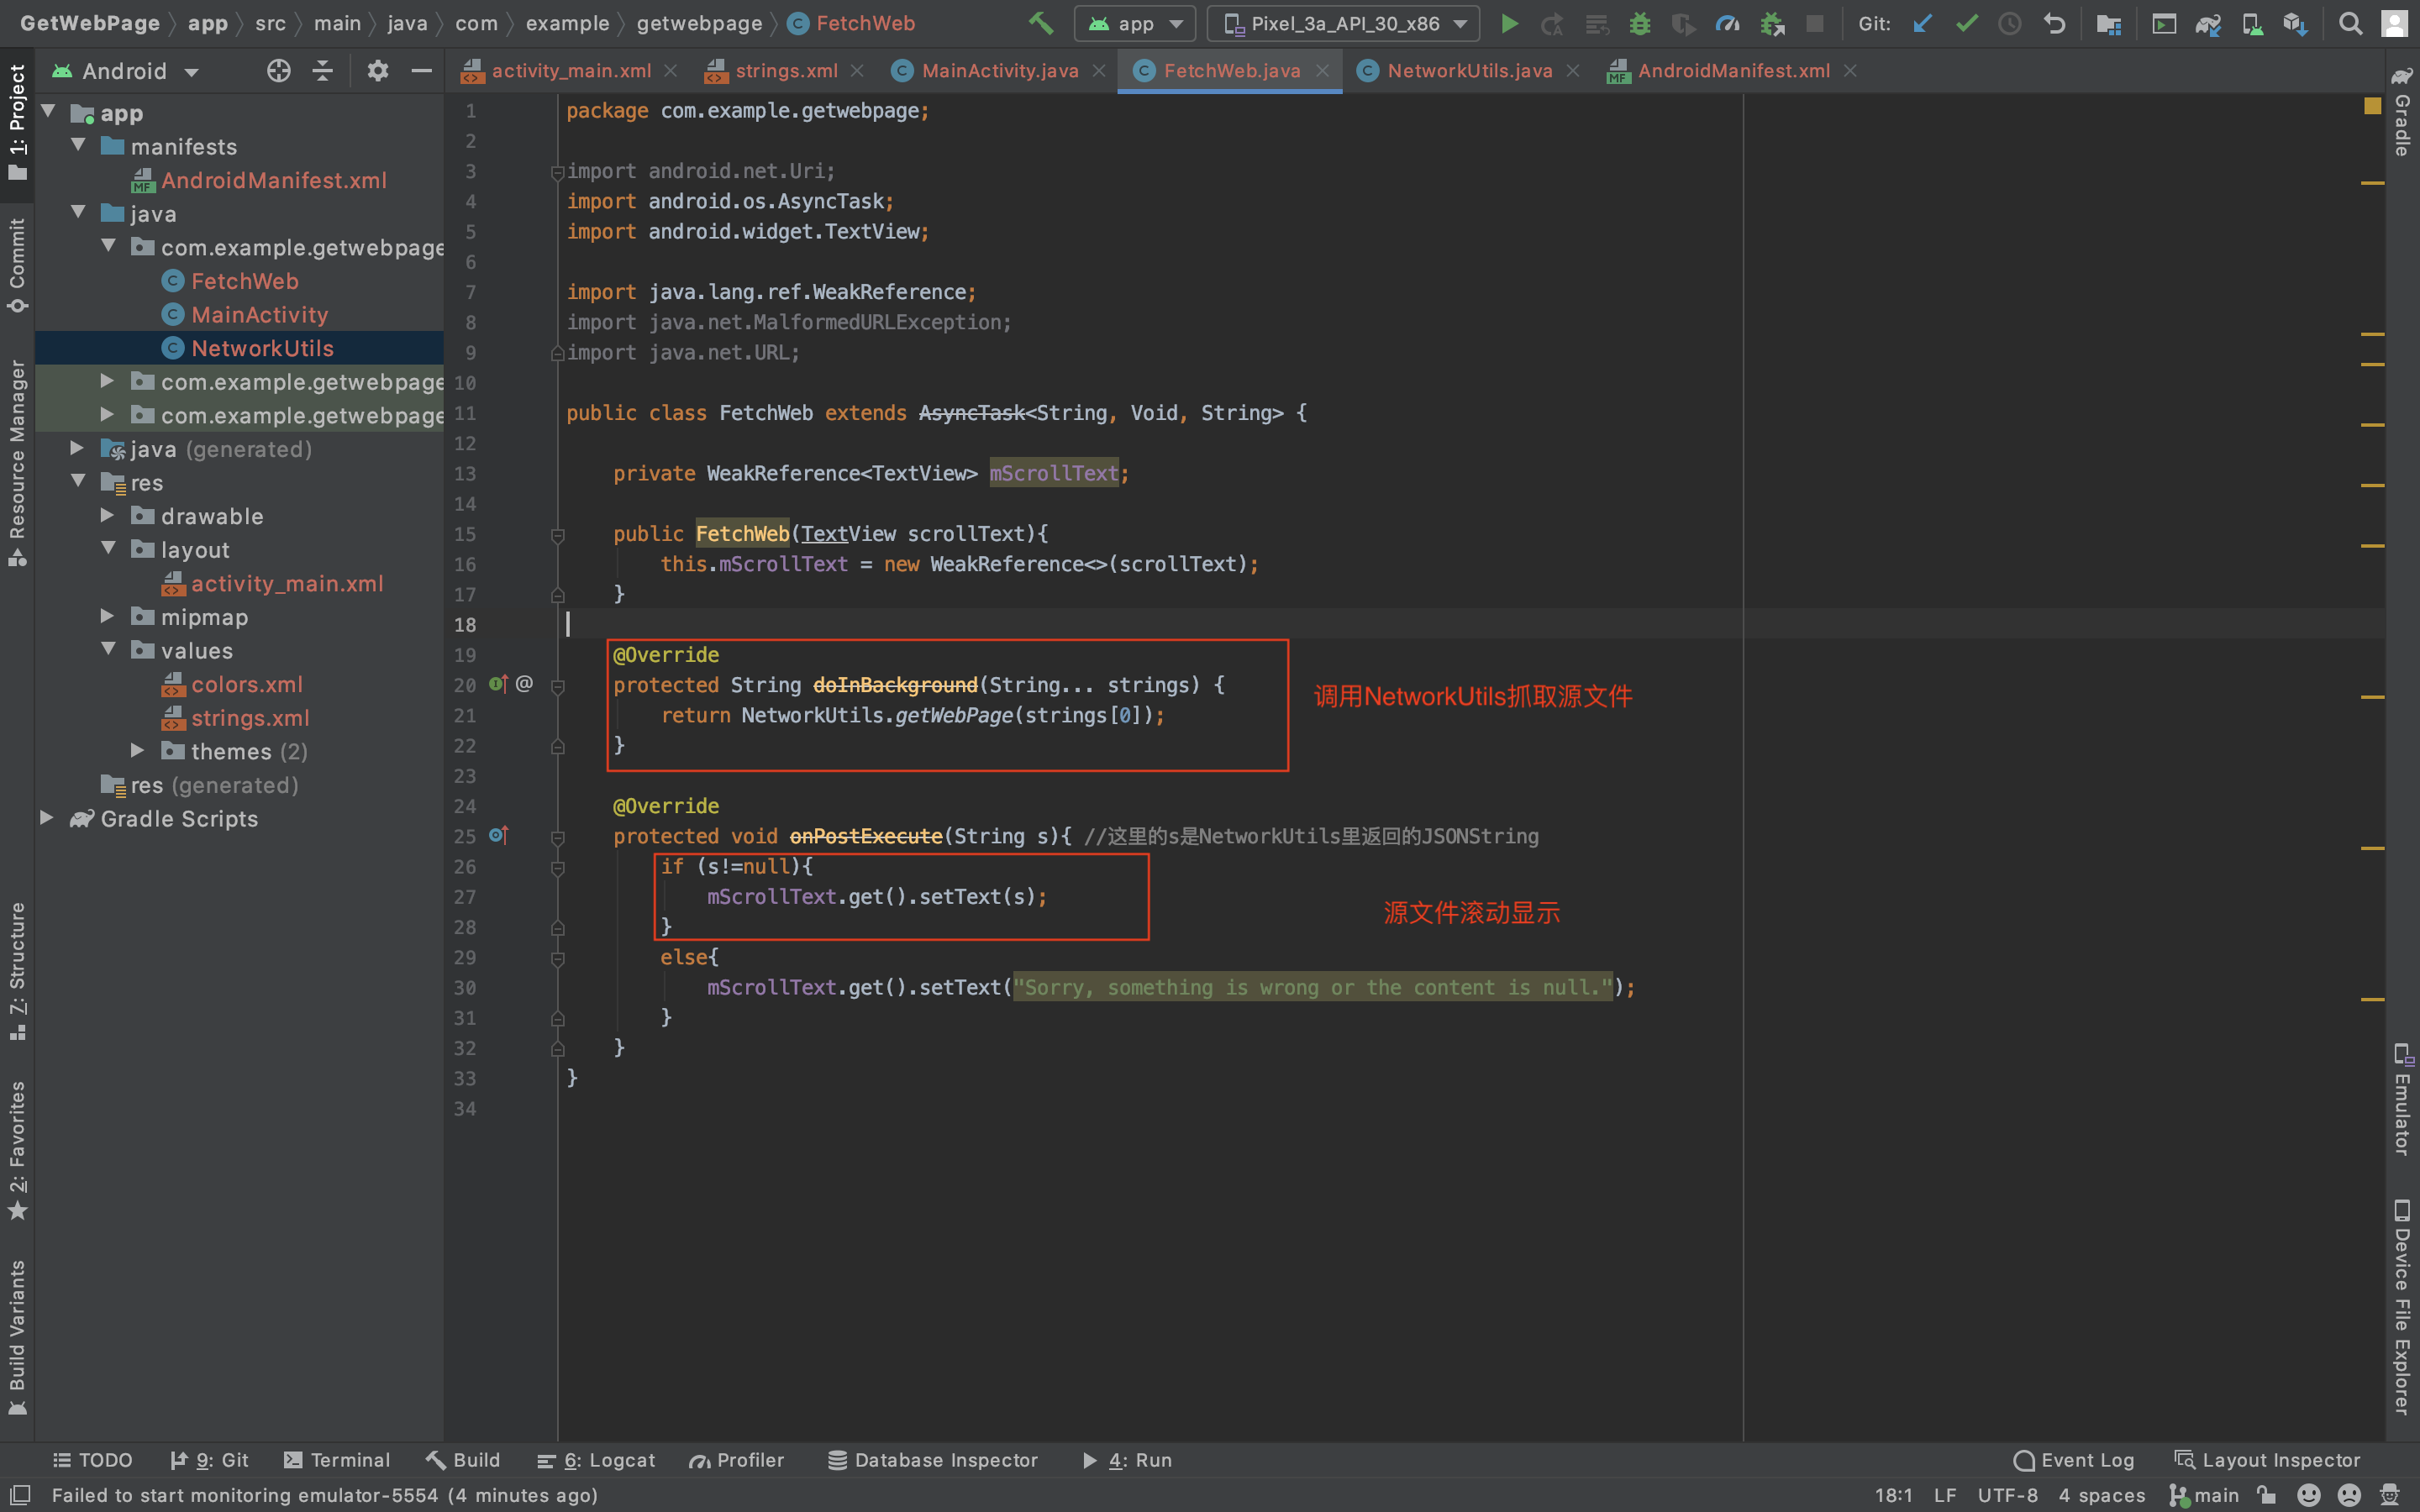 GetWebPage app src main java com example getwebpage FetchWeb app Pixel_3a_API_30_x86 Git:
Android
activity_main.xml strings.xml MainActivity.java FetchWeb.java NetworkUtils.java AndroidManifest.xml
1: Project
Commit
Resource Manager
7: Structure
2: Favorites
Build Variants
app
manifests
AndroidManifest.xml
java
com.example.getwebpage
FetchWeb
MainActivity
NetworkUtils
com.example.getwebpage
com.example.getwebpage
java (generated)
res
drawable
layout
activity_main.xml
mipmap
values
colors.xml
strings.xml
themes (2)
res (generated)
Gradle Scripts
1 package com.example.getwebpage;
2
3 import android.net.Uri;
4 import android.os.AsyncTask;
5 import android.widget.TextView;
6
7 import java.lang.ref.WeakReference;
8 import java.net.MalformedURLException;
9 import java.net.URL;
10
11 public class FetchWeb extends AsyncTask<String, Void, String> {
12
13 private WeakReference<TextView> mScrollText;
14
15 public FetchWeb(TextView scrollText){
16 this.mScrollText = new WeakReference<>(scrollText);
17 }
18
19 @Override
20 @ protected String doInBackground(String... strings) {
调用NetworkUtils抓取源文件
21 return NetworkUtils.getWebPage(strings[0]);
22 }
23
24 @Override
25 protected void onPostExecute(String s){ //这里的s是NetworkUtils里返回的JSONString
26 if (s!=null){
27 mScrollText.get().setText(s);
源文件滚动显示
28 }
29 else{
30 mScrollText.get().setText("Sorry, something is wrong or the content is null.");
31 }
32 }
33 }
34
Gradle
Emulator
Device File Explorer
TODO 9: Git Terminal Build 6: Logcat Profiler Database Inspector 4: Run Event Log Layout Inspector
Failed to start monitoring emulator-5554 (4 minutes ago) 18:1 LF UTF-8 4 spaces main